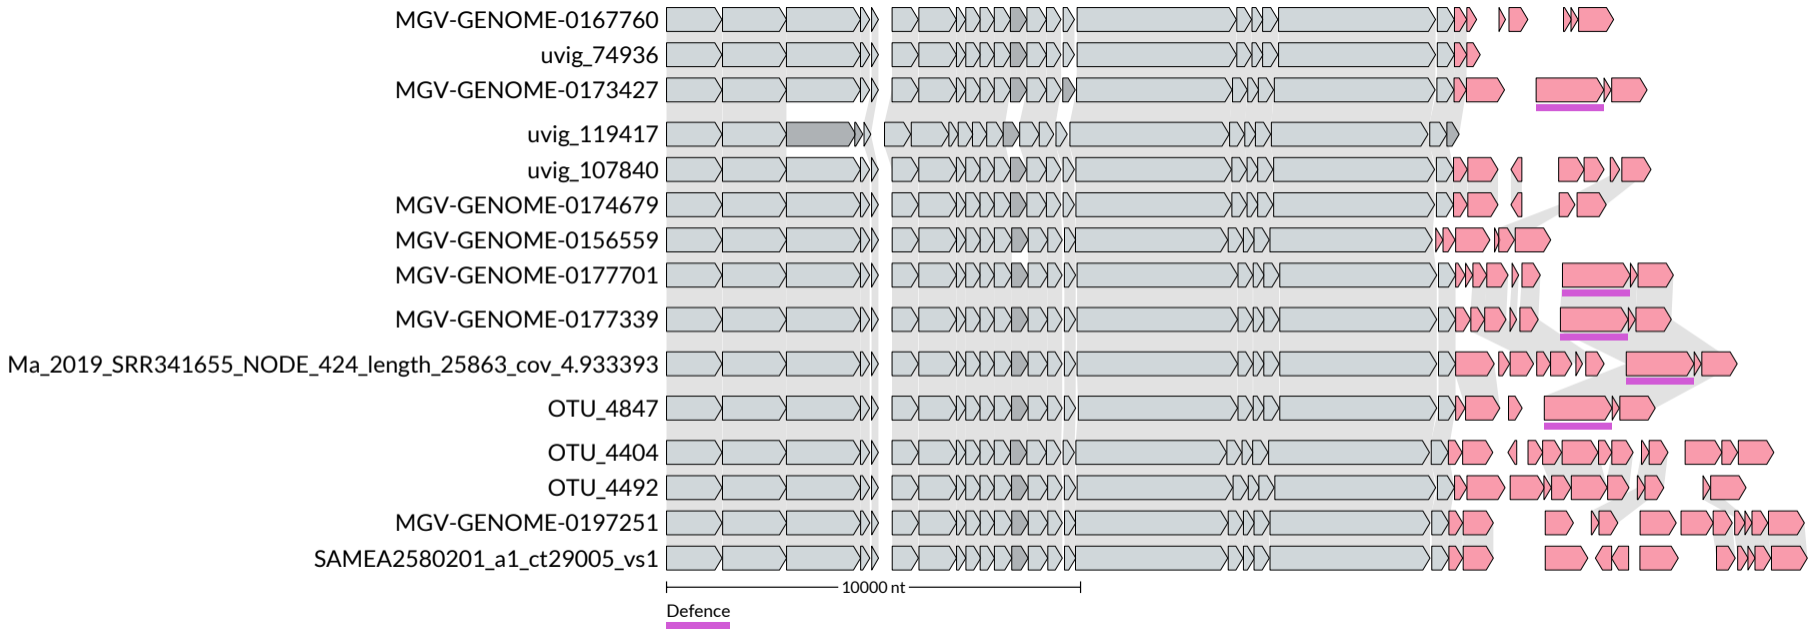 MGV-GENOME-0167760
uvig_74936
MGV-GENOME-0173427
uvig_119417
uvig_107840
MGV-GENOME-0174679
MGV-GENOME-0156559
MGV-GENOME-0177701
MGV-GENOME-0177339
Ma_2019_SRR341655_NODE_424_length_25863_cov_4.933393
OTU_4847
OTU_4404
OTU_4492
MGV-GENOME-0197251
SAMEA2580201_a1_ct29005_vs1
10000 nt
Defence